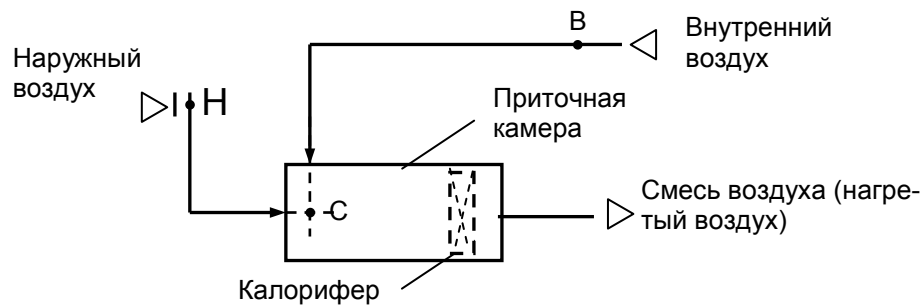 В
Внутренний
воздух
Наружный
воздух
Н
Приточная
камера
С
Смесь воздуха (нагре-
тый воздух)
Калорифер